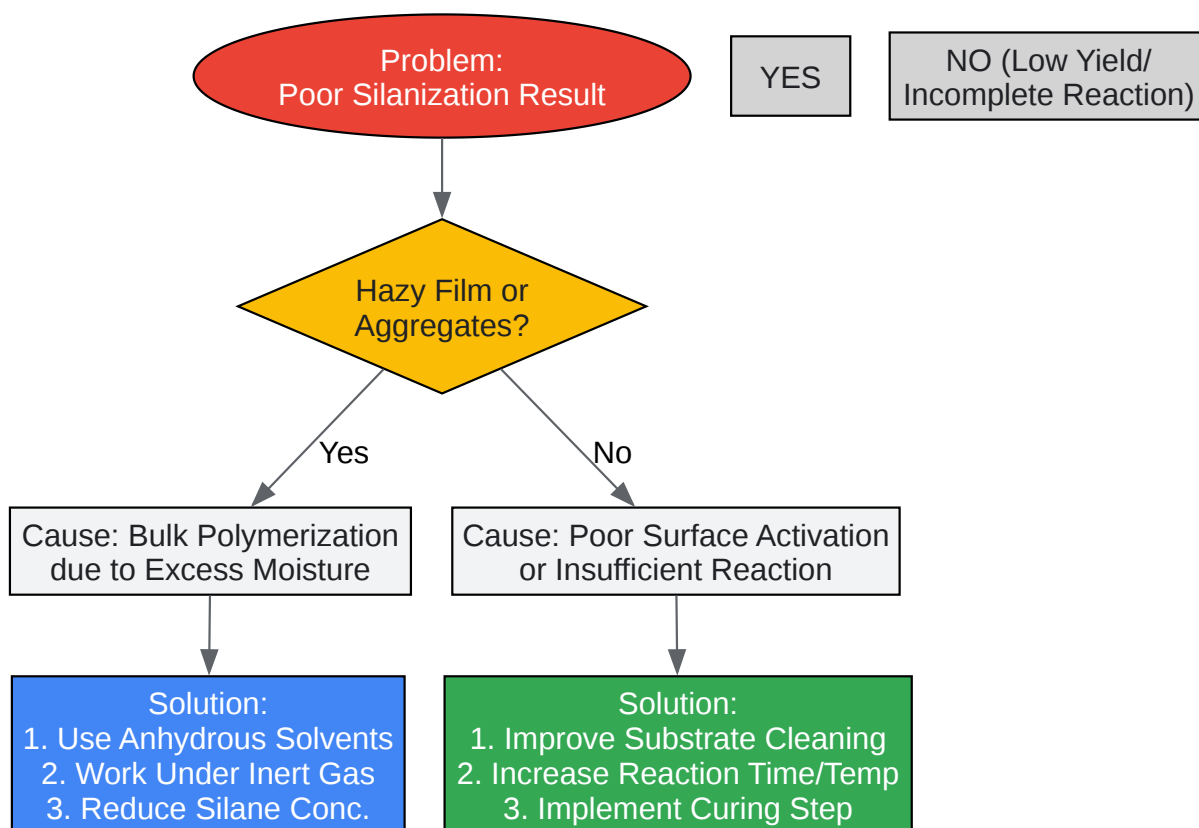 Problem:
Poor Silanization Result
YES
NO (Low Yield/
Incomplete Reaction)
Hazy Film or
Aggregates?
Yes
No
Cause: Bulk Polymerization
due to Excess Moisture
Cause: Poor Surface Activation
or Insufficient Reaction
Solution:
1. Use Anhydrous Solvents
2. Work Under Inert Gas
3. Reduce Silane Conc.
Solution:
1. Improve Substrate Cleaning
2. Increase Reaction Time/Temp
3. Implement Curing Step